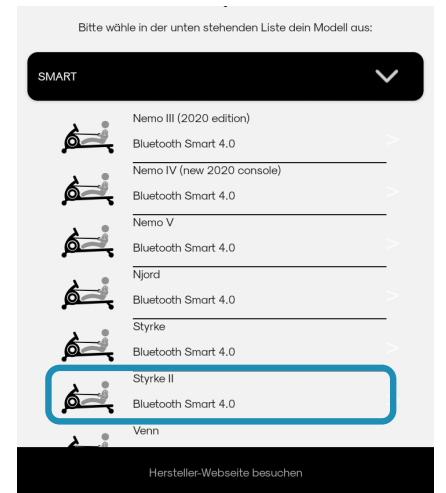 Bitte wähle in der unten stehenden Liste dein Modell aus:
SMART
Nemo III (2020 edition)
Bluetooth Smart 4.0
Nemo IV (new 2020 console)
Bluetooth Smart 4.0
Nemo V
Bluetooth Smart 4.0
Njord
Bluetooth Smart 4.0
Styrke
Bluetooth Smart 4.0
Styrke II
Bluetooth Smart 4.0
Venn
Hersteller-Webseite besuchen